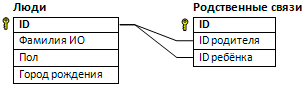 Люди
ID
Фамилия ИО
Пол
Город рождения
Родственные связи
ID
ID родителя
ID ребёнка